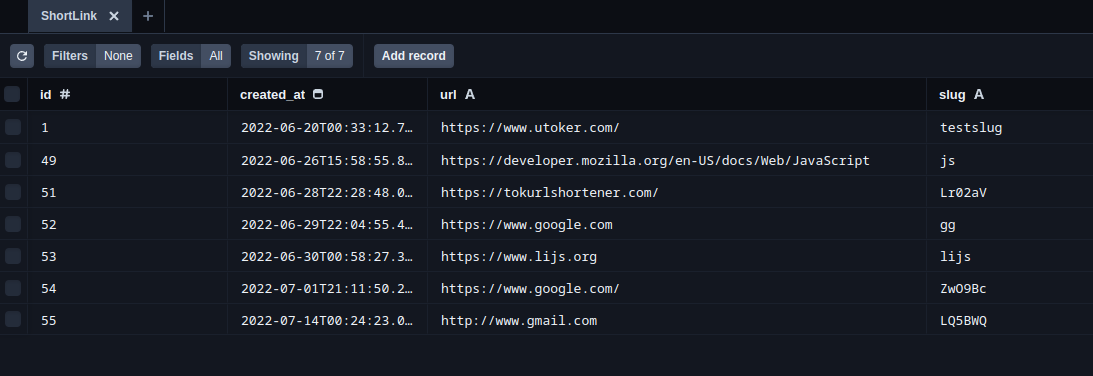 ShortLink
Filters None Fields All Showing 7 of 7 Add record
id created_at url A slug A
1 2022-06-20T00:33:12.7… https://www.utoker.com/ testslug
49 2022-06-26T15:58:55.8… https://developer.mozilla.org/en-US/docs/Web/JavaScript js
51 2022-06-28T22:28:48.0… https://tokurlshortener.com/ Lr02aV
52 2022-06-29T22:04:55.4… https://www.google.com gg
53 2022-06-30T00:58:27.3… https://www.lijs.org lijs
54 2022-07-01T21:11:50.2… https://www.google.com/ ZwO9Bc
55 2022-07-14T00:24:23.0… http://www.gmail.com LQ5BWQ